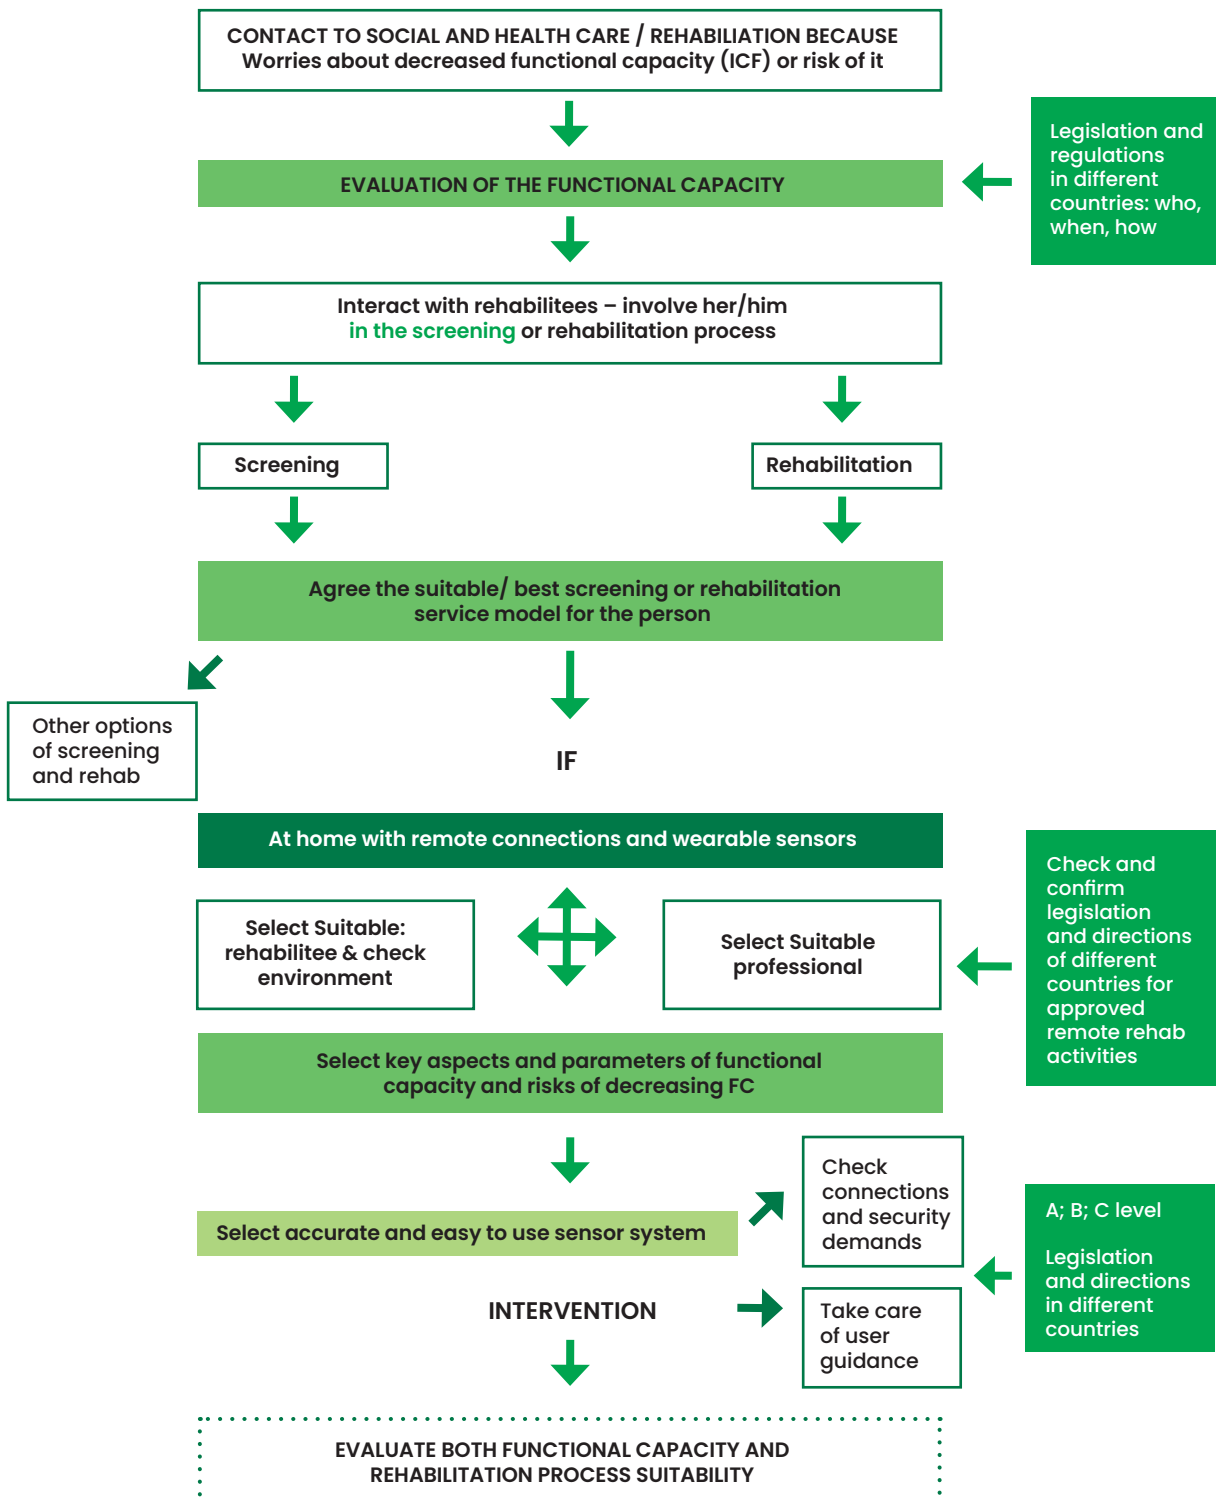 CONTACT TO SOCIAL AND HEALTH CARE / REHABILIATION BECAUSE
Worries about decreased functional capacity (ICF) or risk of it
Legislation and
regulations
in different
countries: who,
when, how
EVALUATION OF THE FUNCTIONAL CAPACITY
Interact with rehabilitees – involve her/him
in the screening or rehabilitation process
Screening
Rehabilitation
Agree the suitable/ best screening or rehabilitation
service model for the person
Other options
of screening
and rehab
IF
At home with remote connections and wearable sensors
Select Suitable:
rehabilitee & check
environment
Select Suitable
professional
Check and
confirm
legislation
and directions
of different
countries for
approved
remote rehab
activities
Select key aspects and parameters of functional
capacity and risks of decreasing FC
Select accurate and easy to use sensor system
Check
connections
and security
demands
A; B; C level
Legislation
and directions
in different
countries
INTERVENTION
Take care
of user
guidance
EVALUATE BOTH FUNCTIONAL CAPACITY AND
REHABILITATION PROCESS SUITABILITY